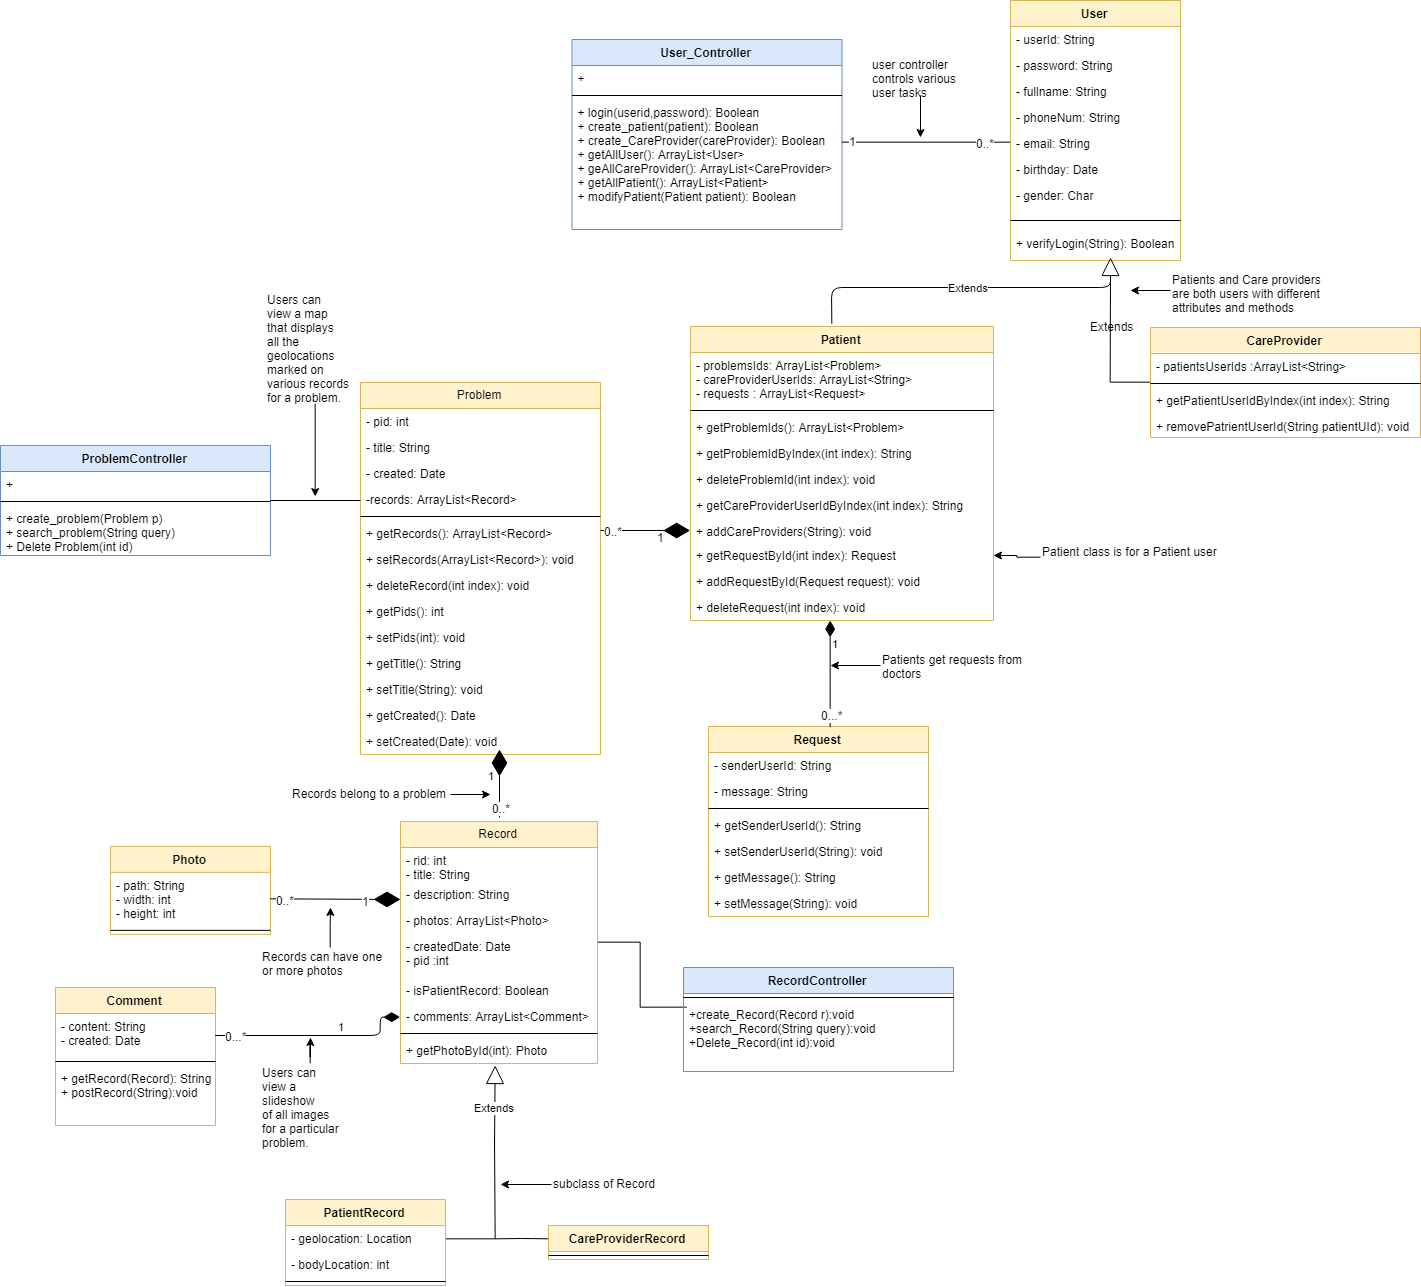 User
- userId: String
- password: String
- fullname: String
- phoneNum: String
- email: String
- birthday: Date
- gender: Char
+ verifyLogin(String): Boolean
User_Controller
+
+ login(userid,password): Boolean
+ create_patient(patient): Boolean
+ create_CareProvider(careProvider): Boolean
+ getAllUser(): ArrayList<User>
+ geAllCareProvider(): ArrayList<CareProvider>
+ getAllPatient(): ArrayList<Patient>
+ modifyPatient(Patient patient): Boolean
user controller
controls various
user tasks
1
0..*
Extends
Extends
Patients and Care providers
are both users with different
attributes and methods
CareProvider
- patientsUserIds :ArrayList<String>
+ getPatientUserIdByIndex(int index): String
+ removePatrientUserId(String patientUId): void
Patient
- problemsIds: ArrayList<Problem>
- careProviderUserIds: ArrayList<String>
- requests : ArrayList<Request>
+ getProblemIds(): ArrayList<Problem>
+ getProblemIdByIndex(int index): String
+ deleteProblemId(int index): void
+ getCareProviderUserIdByIndex(int index): String
+ addCareProviders(String): void
+ getRequestById(int index): Request
+ addRequestById(Request request): void
+ deleteRequest(int index): void
Patient class is for a Patient user
Users can
view a map
that displays
all the
geolocations
marked on
various records
for a problem.
Problem
- pid: int
- title: String
- created: Date
-records: ArrayList<Record>
+ getRecords(): ArrayList<Record>
+ setRecords(ArrayList<Record>): void
+ deleteRecord(int index): void
+ getPids(): int
+ setPids(int): void
+ getTitle(): String
+ setTitle(String): void
+ getCreated(): Date
+ setCreated(Date): void
0..*
1
ProblemController
+
+ create_problem(Problem p)
+ search_problem(String query)
+ Delete Problem(int id)
1
Patients get requests from
doctors
0...*
Request
- senderUserId: String
- message: String
+ getSenderUserId(): String
+ setSenderUserId(String): void
+ getMessage(): String
+ setMessage(String): void
1
Records belong to a problem
0..*
Record
- rid: int
- title: String
- description: String
- photos: ArrayList<Photo>
- createdDate: Date
- pid :int
- isPatientRecord: Boolean
- comments: ArrayList<Comment>
+ getPhotoById(int): Photo
Photo
- path: String
- width: int
- height: int
0..*
1
Records can have one
or more photos
Comment
- content: String
- created: Date
+ getRecord(Record): String
+ postRecord(String):void
0...*
1
Users can
view a
slideshow
of all images
for a particular
problem.
RecordController
+create_Record(Record r):void
+search_Record(String query):void
+Delete_Record(int id):void
Extends
subclass of Record
PatientRecord
- geolocation: Location
- bodyLocation: int
CareProviderRecord